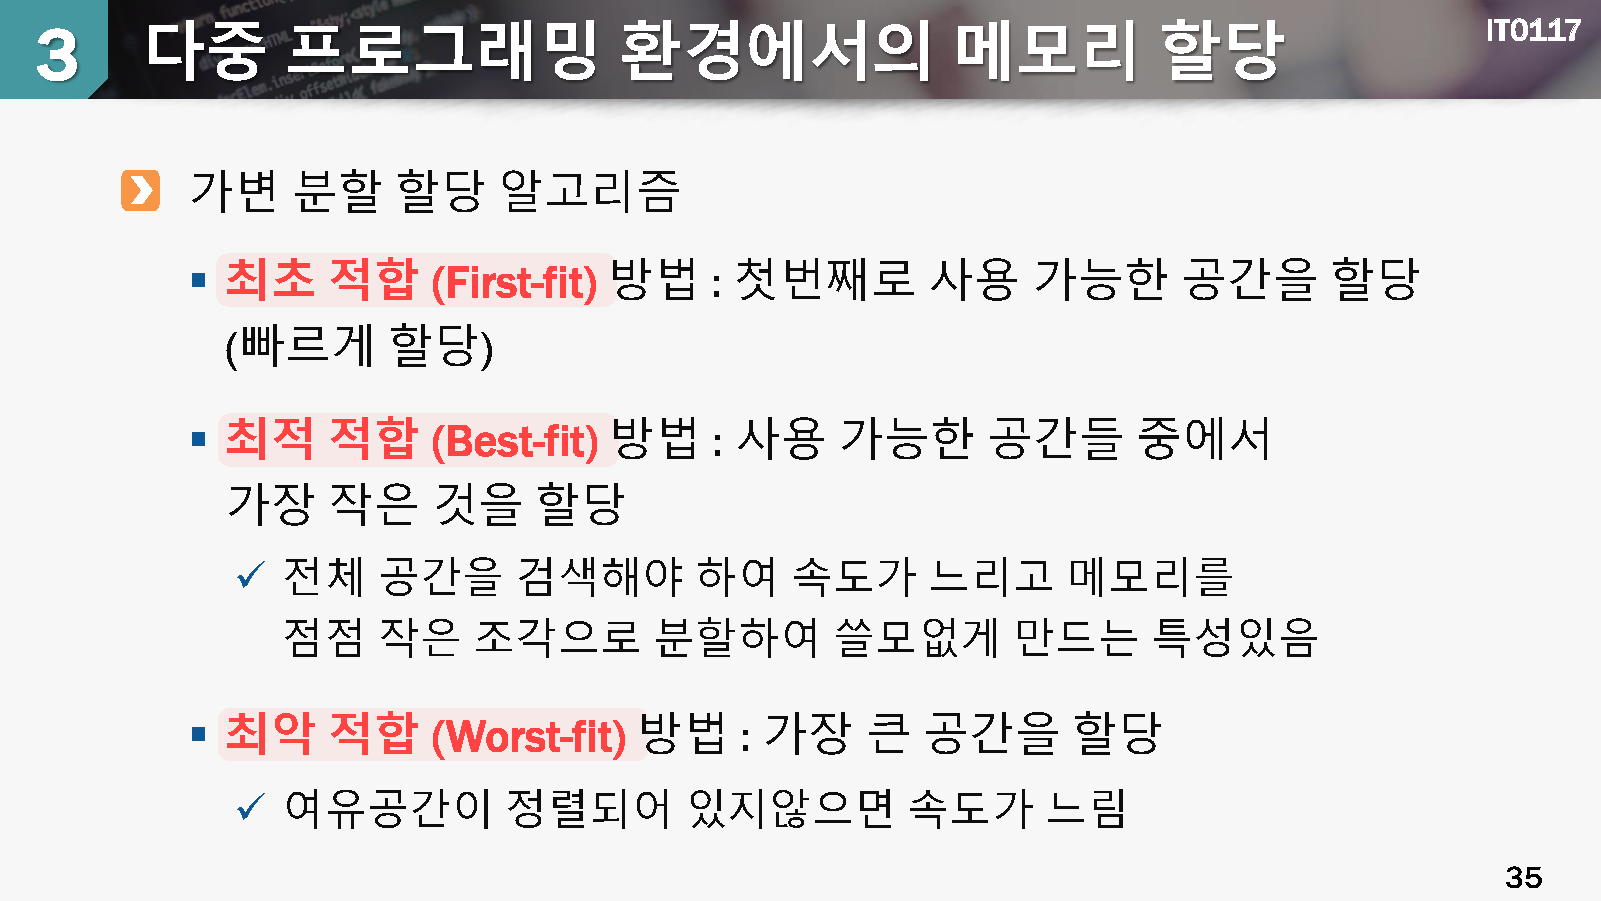 3 다중 프로그래밍 환경에서의 메모리 할당 IT0117
가변 분할 할당 알고리즘
▪ 최초 적합 (First-fit) 방법 : 첫번째로 사용 가능한 공간을 할당
(빠르게 할당)
▪ 최적 적합 (Best-fit) 방법 : 사용 가능한 공간들 중에서
가장 작은 것을 할당
✓ 전체 공간을 검색해야 하여 속도가 느리고 메모리를
점점 작은 조각으로 분할하여 쓸모없게 만드는 특성있음
▪ 최악 적합 (Worst-fit) 방법 : 가장 큰 공간을 할당
✓ 여유공간이 정렬되어 있지않으면 속도가 느림
35